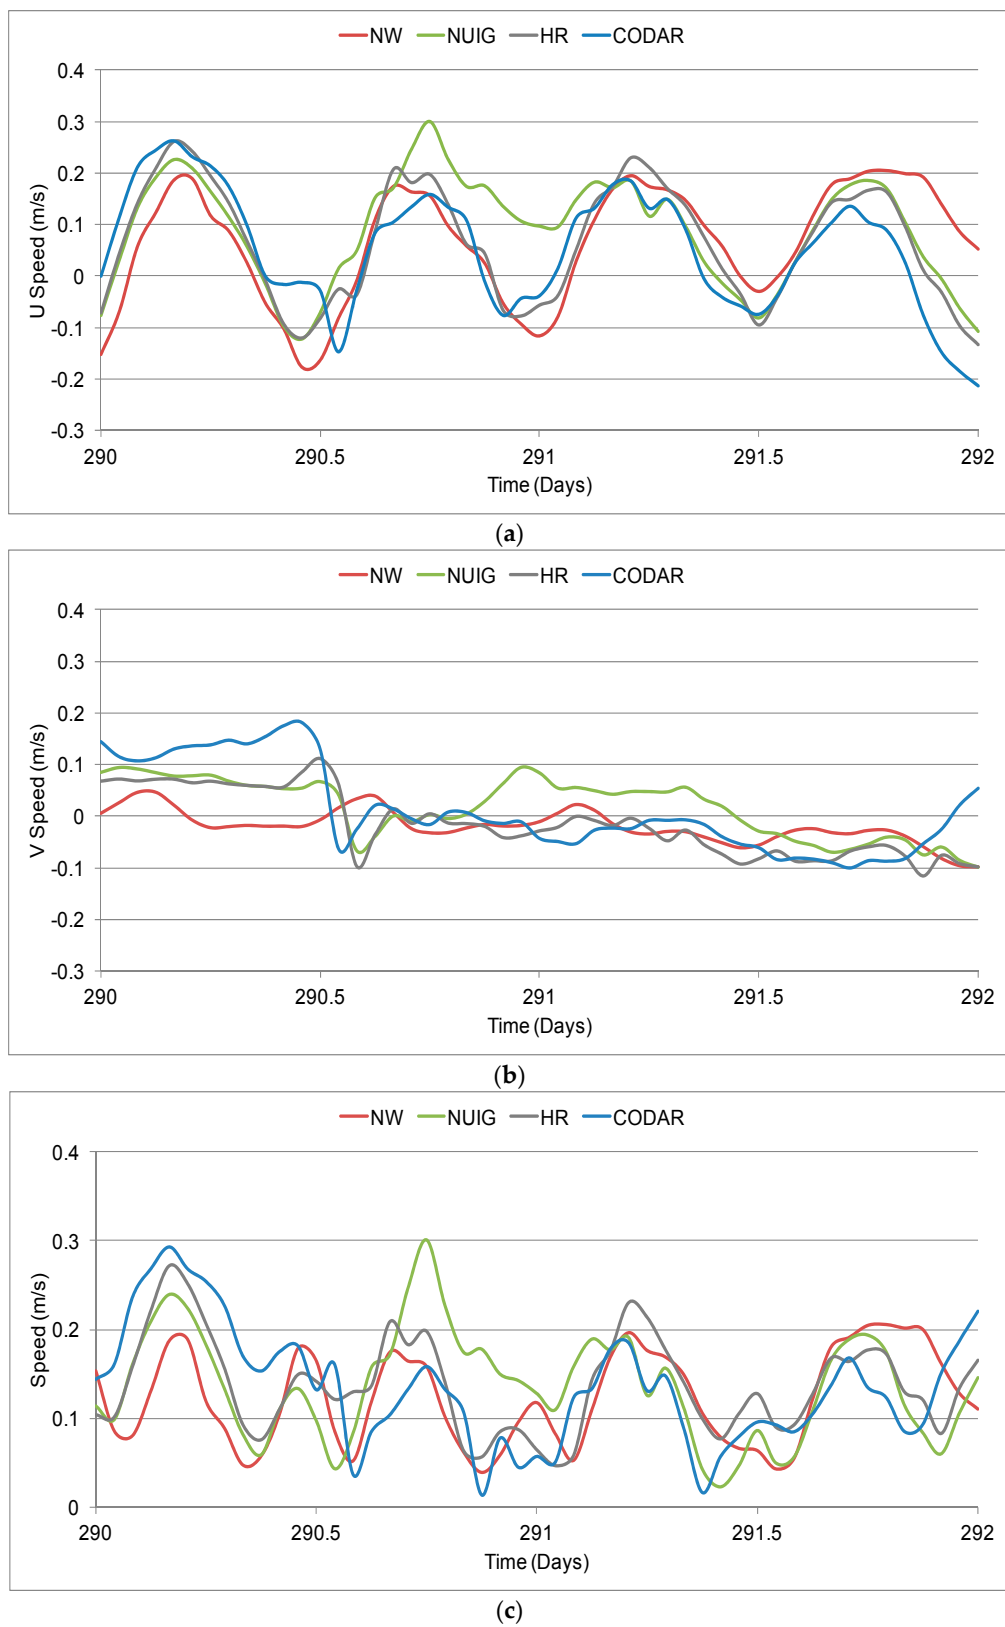 NW NUIG HR CODAR
0.4
0.3
0.2
0.1
0
-0.1
-0.2
-0.3
U Speed (m/s)
290 290.5 291 291.5 292
Time (Days)
(a)
NW NUIG HR CODAR
0.4
0.3
0.2
0.1
0
-0.1
-0.2
-0.3
V Speed (m/s)
290 290.5 291 291.5 292
Time (Days)
(b)
NW NUIG HR CODAR
0.4
0.3
0.2
0.1
0
Speed (m/s)
290 290.5 291 291.5 292
Time (Days)
(c)